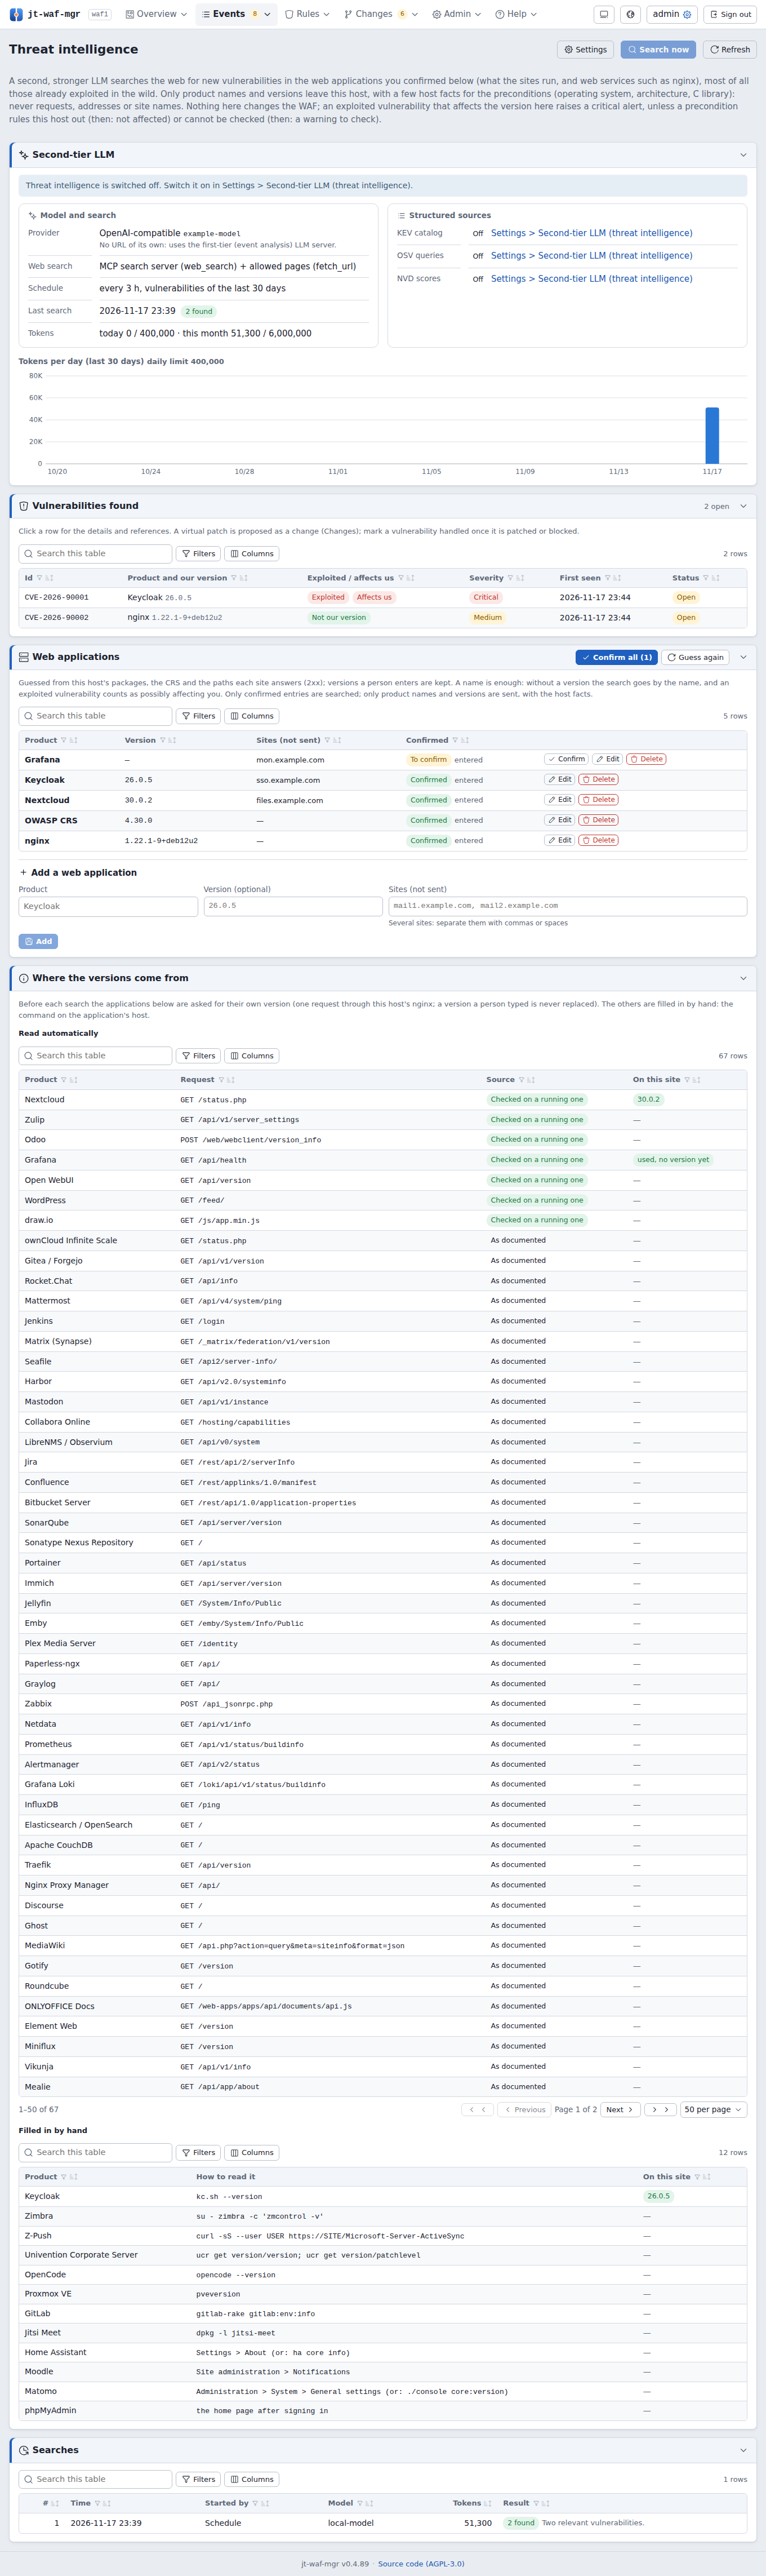 jt-waf-mgr waf1 Overview Events 8 Rules Changes 6 Admin Help admin Sign out
Threat intelligence Settings Search now Refresh
A second, stronger LLM searches the web for new vulnerabilities in the web applications you confirmed below (what the sites run, and web services such as nginx), most of all
those already exploited in the wild. Only product names and versions leave this host, with a few host facts for the preconditions (operating system, architecture, C library):
never requests, addresses or site names. Nothing here changes the WAF; an exploited vulnerability that affects the version here raises a critical alert, unless a precondition
rules this host out (then: not affected) or cannot be checked (then: a warning to check).
Second-tier LLM
Threat intelligence is switched off. Switch it on in Settings > Second-tier LLM (threat intelligence).
Model and search
Provider OpenAI-compatible example-model
No URL of its own: uses the first-tier (event analysis) LLM server.
Web search MCP search server (web_search) + allowed pages (fetch_url)
Schedule every 3 h, vulnerabilities of the last 30 days
Last search 2026-11-17 23:39 2 found
Tokens today 0 / 400,000 · this month 51,300 / 6,000,000
Structured sources
KEV catalog Off Settings > Second-tier LLM (threat intelligence)
OSV queries Off Settings > Second-tier LLM (threat intelligence)
NVD scores Off Settings > Second-tier LLM (threat intelligence)
Tokens per day (last 30 days) daily limit 400,000
80K
60K
40K
20K
0
10/20 10/24 10/28 11/01 11/05 11/09 11/13 11/17
Vulnerabilities found 2 open
Click a row for the details and references. A virtual patch is proposed as a change (Changes); mark a vulnerability handled once it is patched or blocked.
Search this table Filters Columns 2 rows
Id Product and our version Exploited / affects us Severity First seen Status
CVE-2026-90001 Keycloak 26.0.5 Exploited Affects us Critical 2026-11-17 23:44 Open
CVE-2026-90002 nginx 1.22.1-9+deb12u2 Not our version Medium 2026-11-17 23:44 Open
Web applications Confirm all (1) Guess again
Guessed from this host's packages, the CRS and the paths each site answers (2xx); versions a person enters are kept. A name is enough: without a version the search goes by the name, and an
exploited vulnerability counts as possibly affecting you. Only confirmed entries are searched; only product names and versions are sent, with the host facts.
Search this table Filters Columns 5 rows
Product Version Sites (not sent) Confirmed
Grafana — mon.example.com To confirm entered Confirm Edit Delete
Keycloak 26.0.5 sso.example.com Confirmed entered Edit Delete
Nextcloud 30.0.2 files.example.com Confirmed entered Edit Delete
OWASP CRS 4.30.0 — Confirmed entered Edit Delete
nginx 1.22.1-9+deb12u2 — Confirmed entered Edit Delete
Add a web application
Product Version (optional) Sites (not sent)
Keycloak 26.0.5 mail1.example.com, mail2.example.com
Several sites: separate them with commas or spaces
Add
Where the versions come from
Before each search the applications below are asked for their own version (one request through this host's nginx; a version a person typed is never replaced). The others are filled in by hand: the
command on the application's host.
Read automatically
Search this table Filters Columns 67 rows
Product Request Source On this site
Nextcloud GET /status.php Checked on a running one 30.0.2
Zulip GET /api/v1/server_settings Checked on a running one —
Odoo POST /web/webclient/version_info Checked on a running one —
Grafana GET /api/health Checked on a running one used, no version yet
Open WebUI GET /api/version Checked on a running one —
WordPress GET /feed/ Checked on a running one —
draw.io GET /js/app.min.js Checked on a running one —
ownCloud Infinite Scale GET /status.php As documented —
Gitea / Forgejo GET /api/v1/version As documented —
Rocket.Chat GET /api/info As documented —
Mattermost GET /api/v4/system/ping As documented —
Jenkins GET /login As documented —
Matrix (Synapse) GET /_matrix/federation/v1/version As documented —
Seafile GET /api2/server-info/ As documented —
Harbor GET /api/v2.0/systeminfo As documented —
Mastodon GET /api/v1/instance As documented —
Collabora Online GET /hosting/capabilities As documented —
LibreNMS / Observium GET /api/v0/system As documented —
Jira GET /rest/api/2/serverInfo As documented —
Confluence GET /rest/applinks/1.0/manifest As documented —
Bitbucket Server GET /rest/api/1.0/application-properties As documented —
SonarQube GET /api/server/version As documented —
Sonatype Nexus Repository GET / As documented —
Portainer GET /api/status As documented —
Immich GET /api/server/version As documented —
Jellyfin GET /System/Info/Public As documented —
Emby GET /emby/System/Info/Public As documented —
Plex Media Server GET /identity As documented —
Paperless-ngx GET /api/ As documented —
Graylog GET /api/ As documented —
Zabbix POST /api_jsonrpc.php As documented —
Netdata GET /api/v1/info As documented —
Prometheus GET /api/v1/status/buildinfo As documented —
Alertmanager GET /api/v2/status As documented —
Grafana Loki GET /loki/api/v1/status/buildinfo As documented —
InfluxDB GET /ping As documented —
Elasticsearch / OpenSearch GET / As documented —
Apache CouchDB GET / As documented —
Traefik GET /api/version As documented —
Nginx Proxy Manager GET /api/ As documented —
Discourse GET / As documented —
Ghost GET / As documented —
MediaWiki GET /api.php?action=query&meta=siteinfo&format=json As documented —
Gotify GET /version As documented —
Roundcube GET / As documented —
ONLYOFFICE Docs GET /web-apps/apps/api/documents/api.js As documented —
Element Web GET /version As documented —
Miniflux GET /version As documented —
Vikunja GET /api/v1/info As documented —
Mealie GET /api/app/about As documented —
1–50 of 67 Previous Page 1 of 2 Next 50 per page
Filled in by hand
Search this table Filters Columns 12 rows
Product How to read it On this site
Keycloak kc.sh --version 26.0.5
Zimbra su - zimbra -c 'zmcontrol -v' —
Z-Push curl -sS --user USER https://SITE/Microsoft-Server-ActiveSync —
Univention Corporate Server ucr get version/version; ucr get version/patchlevel —
OpenCode opencode --version —
Proxmox VE pveversion —
GitLab gitlab-rake gitlab:env:info —
Jitsi Meet dpkg -l jitsi-meet —
Home Assistant Settings > About (or: ha core info) —
Moodle Site administration > Notifications —
Matomo Administration > System > General settings (or: ./console core:version) —
phpMyAdmin the home page after signing in —
Searches
Search this table Filters Columns 1 rows
# Time Started by Model Tokens Result
1 2026-11-17 23:39 Schedule local-model 51,300 2 found Two relevant vulnerabilities.
jt-waf-mgr v0.4.89 · Source code (AGPL-3.0)